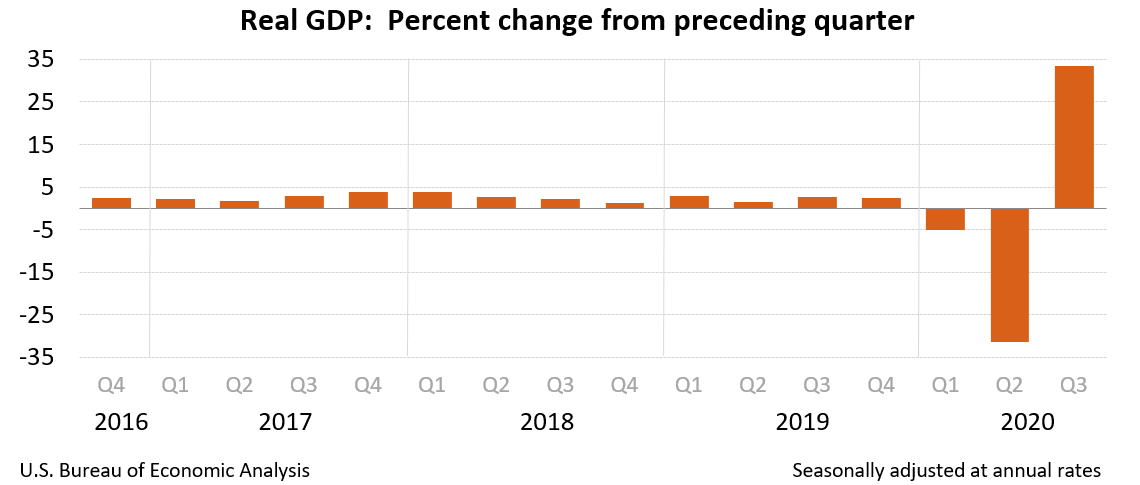 Real GDP:  Percent change from preceding quarter
35
25
15
5
-5
-15
-25
-35
Q4 Q1 Q2 Q3 Q4 Q1 Q2 Q3 Q4 Q1 Q2 Q3 Q4 Q1 Q2 Q3
2016 2017 2018 2019 2020
U.S. Bureau of Economic Analysis Seasonally adjusted at annual rates